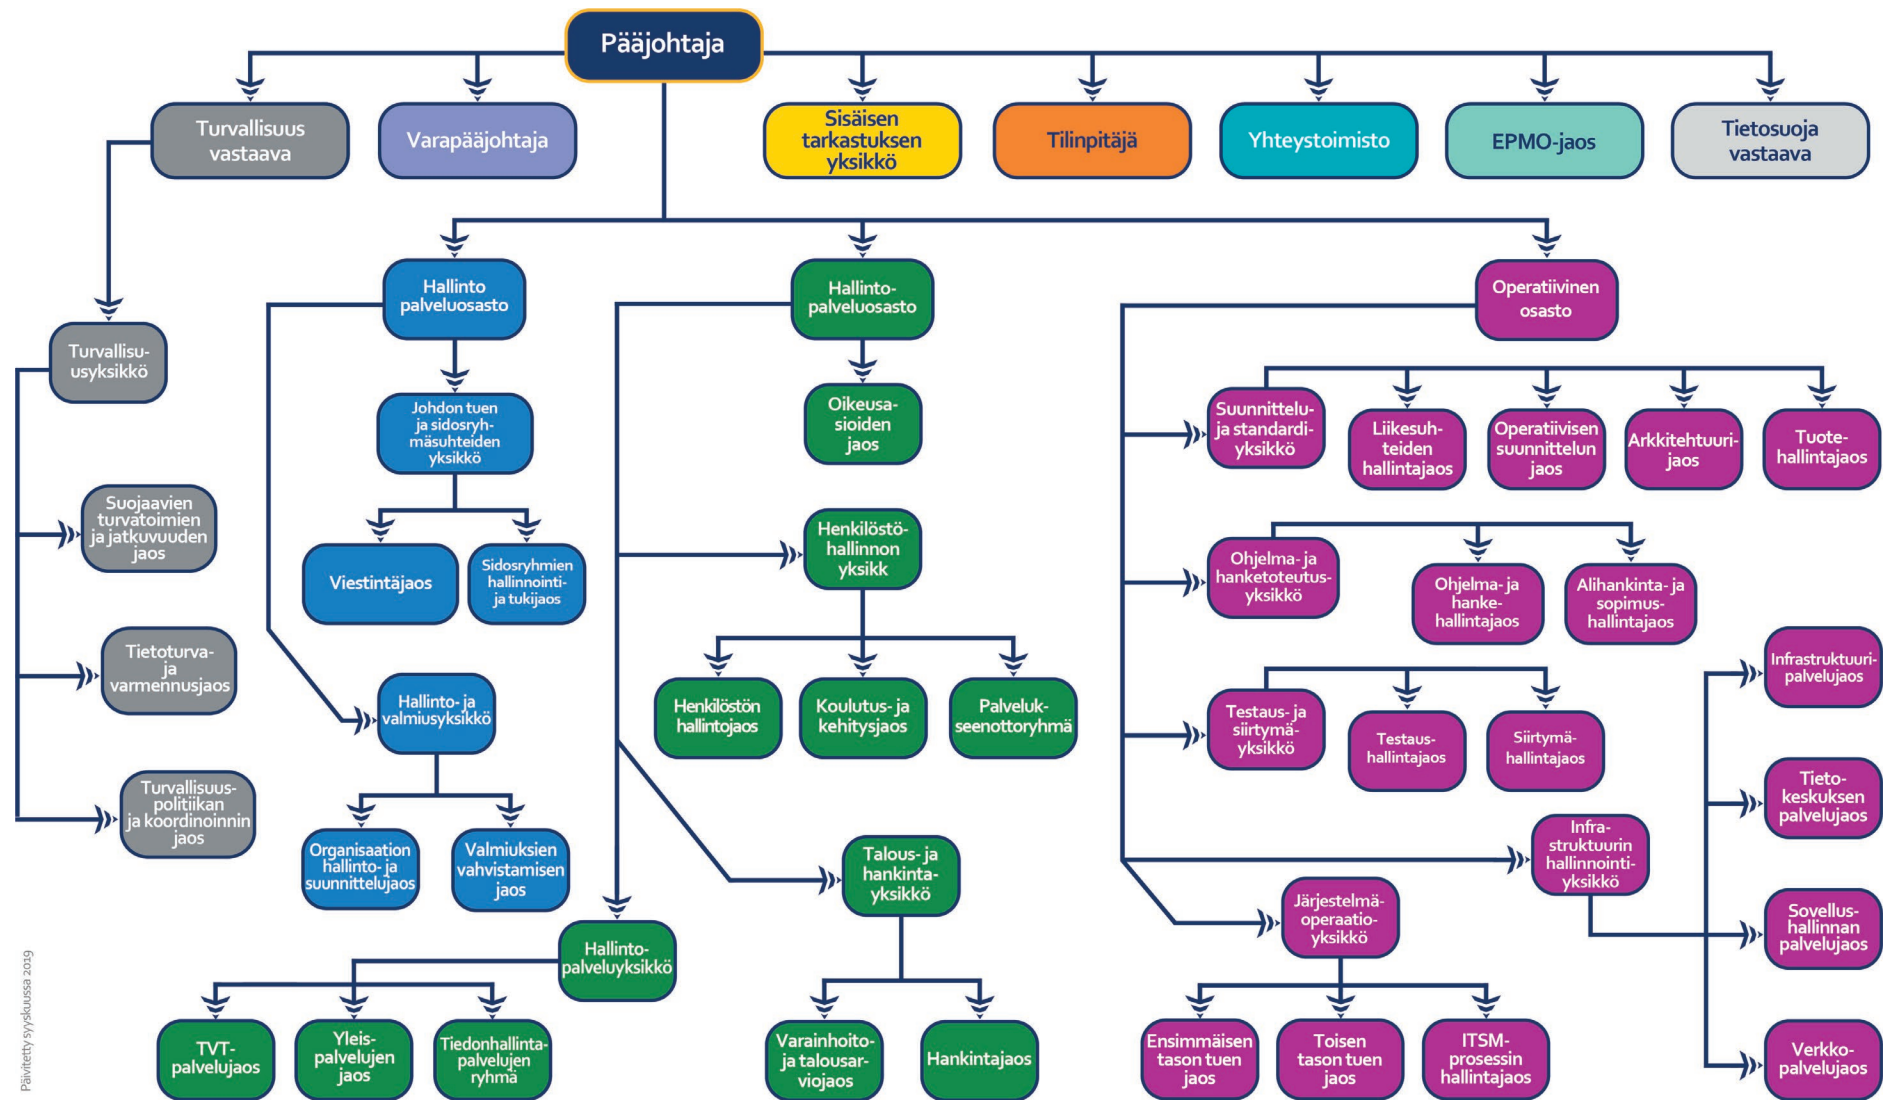 Pääjohtaja
Turvallisuus
vastaava
Varapääjohtaja
Sisäisen
tarkastuksen
yksikkö
Tilinpitäjä
Yhteystoimisto
EPMO-jaos
Tietosuoja
vastaava
Hallinto
palveluosasto
Hallinto-
palveluosasto
Operatiivinen
osasto
Turvallisu-
usyksikkö
Johdon tuen
ja sidosryh-
mäsuhteiden
yksikkö
Oikeusa-
sioiden
jaos
Suunnittelu-
ja standardi-
yksikkö
Liikesuh-
teiden
hallintajaos
Operatiivisen
suunnittelun
jaos
Arkkitehtuuri-
jaos
Tuote-
hallintajaos
Suojaavien
turvatoimien
ja jatkuvuuden
jaos
Viestintäjaos
Sidosryhmien
hallinnointi-
ja tukijaos
Henkilöstö-
hallinnon
yksikk
Ohjelma- ja
hanketoteutus-
yksikkö
Ohjelma- ja
hanke-
hallintajaos
Alihankinta- ja
sopimus-
hallintajaos
Tietoturva-
ja
varmennusjaos
Hallinto- ja
valmiusyksikkö
Henkilöstön
hallintojaos
Koulutus- ja
kehitysjaos
Palveluk-
seenottoryhmä
Testaus- ja
siirtymä-
yksikkö
Testaus-
hallintajaos
Siirtymä-
hallintajaos
Infrastruktuuri-
palvelujaos
Turvallisuus-
politiikan
ja koordinoinnin
jaos
Organisaation
hallinto- ja
suunnittelujaos
Valmiuksien
vahvistamisen
jaos
Talous- ja
hankinta-
yksikkö
Infra-
struktuurin
hallinnointi-
yksikkö
Tieto-
keskuksen
palvelujaos
Hallinto-
palveluyksikkö
Järjestelmä-
operaatio-
yksikkö
Sovellus-
hallinnan
palvelujaos
TVT-
palvelujaos
Yleis-
palvelujen
jaos
Tiedonhallinta-
palvelujen
ryhmä
Varainhoito-
ja talousar-
viojaos
Hankintajaos
Ensimmäisen
tason tuen
jaos
Toisen
tason tuen
jaos
ITSM-
prosessin
hallintajaos
Verkko-
palvelujaos
Päivitetty syyskuussa 2019